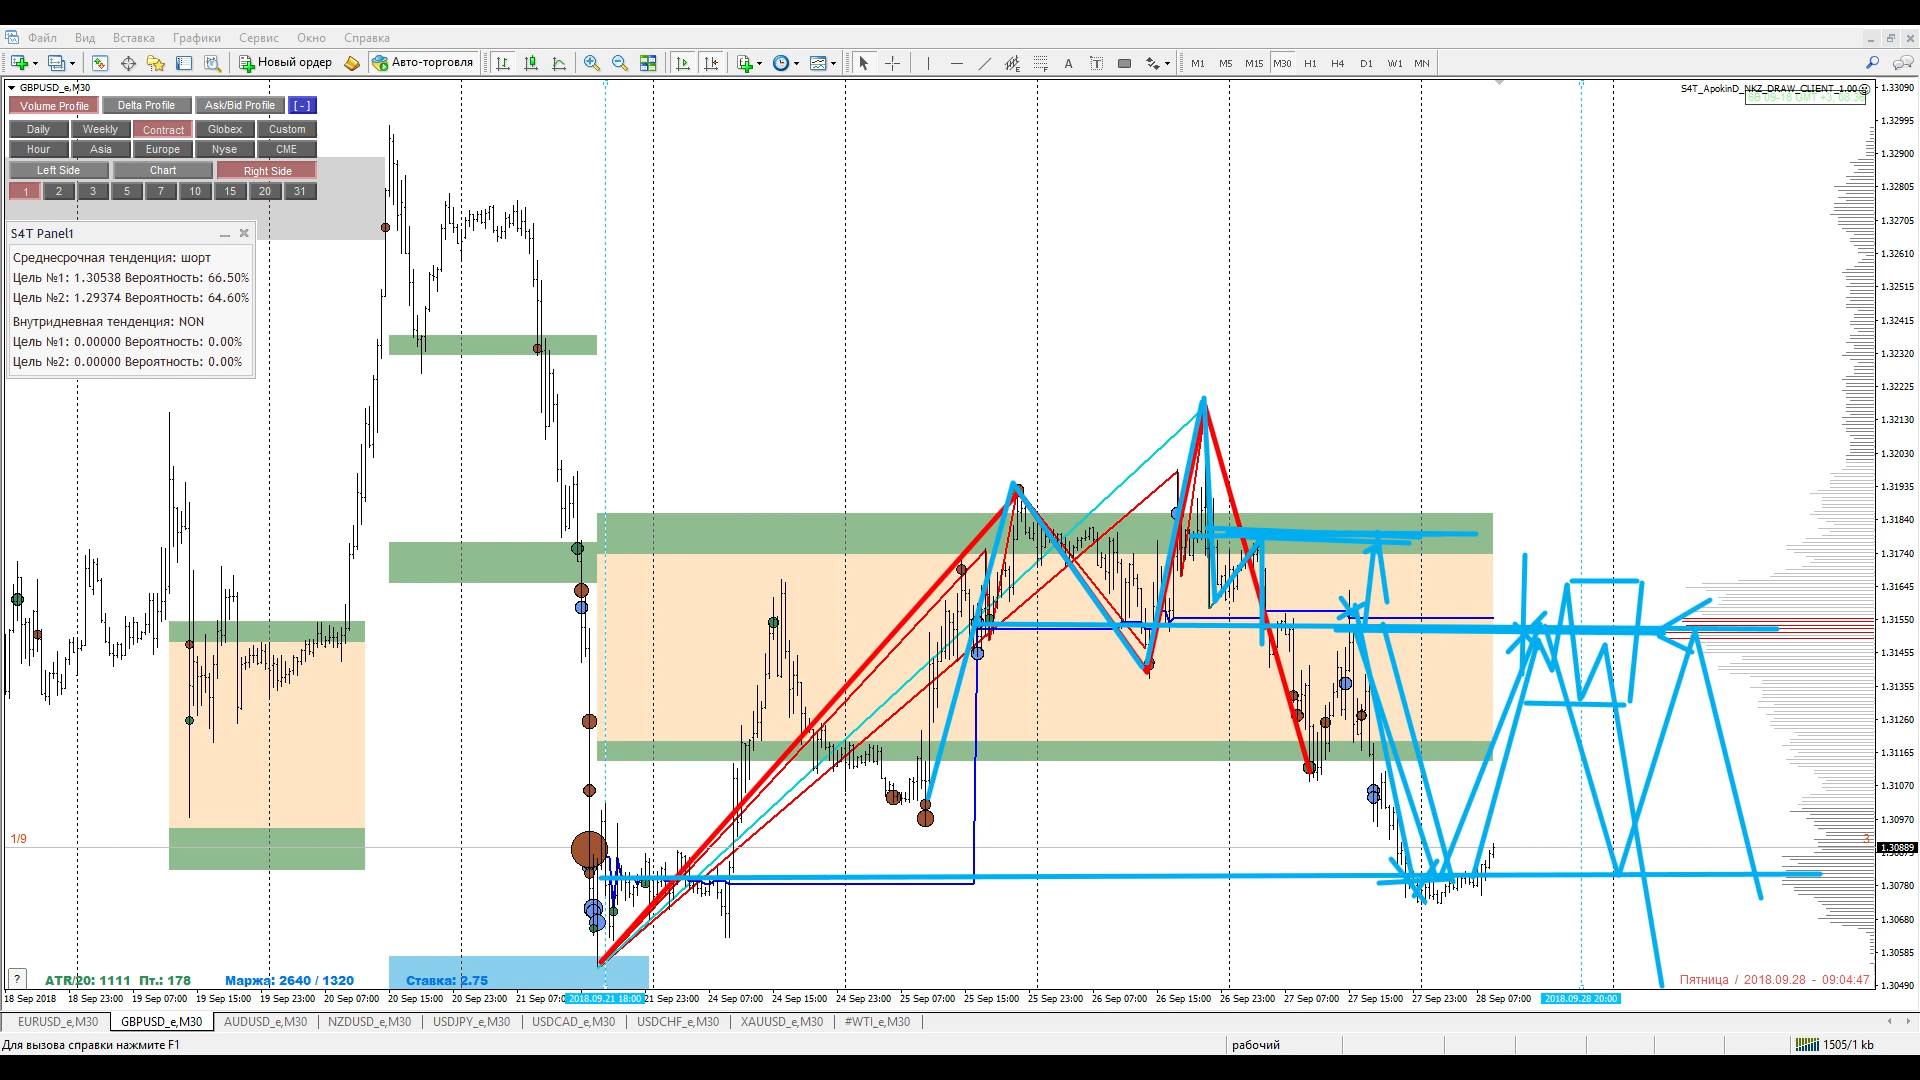 Файл Вид Вставка Графики Сервис Окно Справка
Новый ордер Авто-торговля A T M1 M5 M15 M30 H1 H4 D1 W1 MN
GBPUSD_e,M30
S4T_ApokinD_NKZ_DRAW_CLIENT_1.00
Volume Profile Delta Profile Ask/Bid Profile [-]
Daily Weekly Contract Globex Custom
Hour Asia Europe Nyse CME
Left Side Chart Right Side
1 2 3 5 7 10 15 20 31
S4T Panel1
Среднесрочная тенденция: шорт
Цель №1: 1.30538 Вероятность: 66.50%
Цель №2: 1.29374 Вероятность: 64.60%
Внутридневная тенденция: NON
Цель №1: 0.00000 Вероятность: 0.00%
Цель №2: 0.00000 Вероятность: 0.00%
1.33090
1.32995
1.32900
1.32805
1.32705
1.32610
1.32515
1.32415
1.32320
1.32225
1.32130
1.32030
1.31935
1.31840
1.31740
1.31645
1.31550
1.31455
1.31355
1.31260
1.31165
1.31070
1.30970
1.30889
1.30780
1.30680
1.30585
1.30490
1/9
3
? ATR/20: 1111 Пт.: 178 Маржа: 2640 / 1320 Ставка: 2.75
Пятница / 2018.09.28 - 09:04:47
18 Sep 2018 18 Sep 23:00 19 Sep 07:00 19 Sep 15:00 19 Sep 23:00 20 Sep 07:00 20 Sep 15:00 20 Sep 23:00 21 Sep 07:0 2018.09.21 18:00 21 Sep 23:00 24 Sep 07:00 24 Sep 15:00 24 Sep 23:00 25 Sep 07:00 25 Sep 15:00 25 Sep 23:00 26 Sep 07:00 26 Sep 15:00 26 Sep 23:00 27 Sep 07:00 27 Sep 15:00 27 Sep 23:00 28 Sep 07:00 2018.09.28 20:00
EURUSD_e,M30 GBPUSD_e,M30 AUDUSD_e,M30 NZDUSD_e,M30 USDJPY_e,M30 USDCAD_e,M30 USDCHF_e,M30 XAUUSD_e,M30 #WTI_e,M30
Для вызова справки нажмите F1 рабочий 1505/1 kb